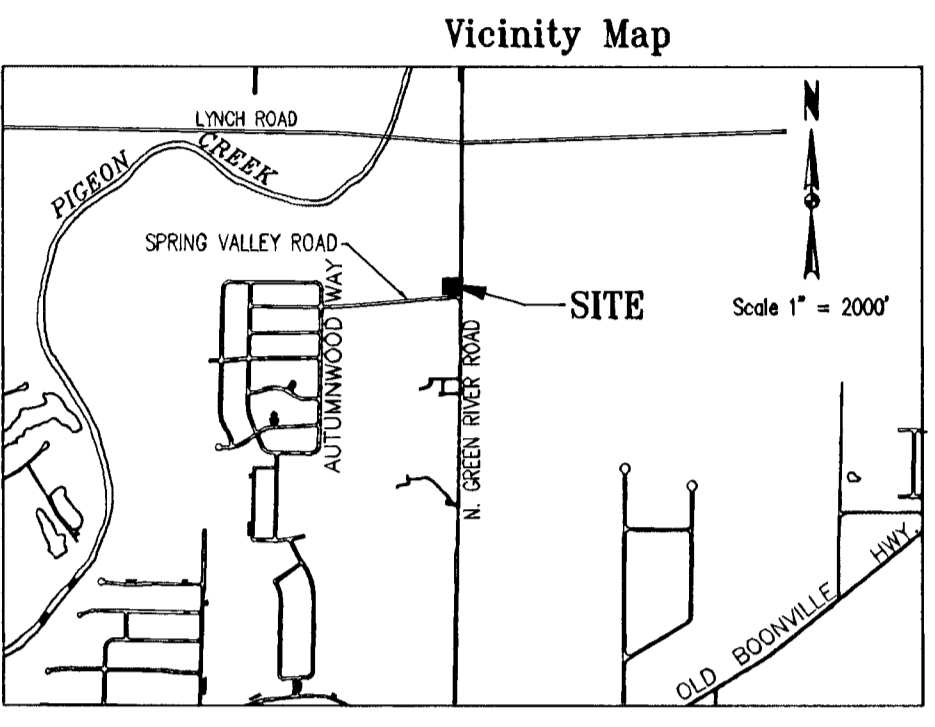 Vicinity Map
LYNCH ROAD
N
PIGEON CREEK
SPRING VALLEY ROAD
AUTUMNWOOD WAY
SITE
Scale 1" = 2000'
N. GREEN RIVER ROAD
OLD BOONVILLE HWY.